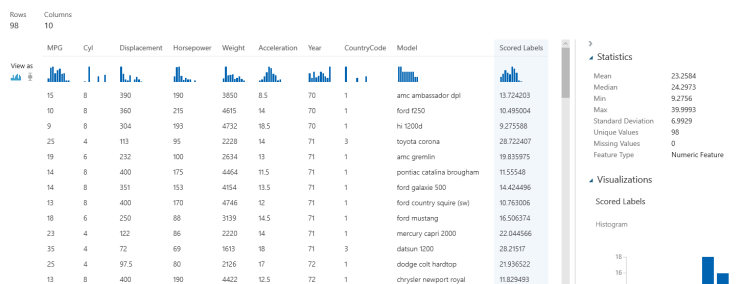 Rows Columns
98 10
MPG Cyl Displacement Horsepower Weight Acceleration Year CountryCode Model Scored Labels
View as
15 8 390 190 3850 8.5 70 1 amc ambassador dpl 13.724203
10 8 360 215 4615 14 70 1 ford f250 10.495004
9 8 304 193 4732 18.5 70 1 hi 1200d 9.275588
25 4 113 95 2228 14 71 3 toyota corona 28.722407
19 6 232 100 2634 13 71 1 amc gremlin 19.835975
14 8 400 175 4464 11.5 71 1 pontiac catalina brougham 11.55548
14 8 351 153 4154 13.5 71 1 ford galaxie 500 14.424496
13 8 400 170 4746 12 71 1 ford country squire (sw) 10.763006
18 6 250 88 3139 14.5 71 1 ford mustang 16.506374
23 4 122 86 2220 14 71 1 mercury capri 2000 22.044566
35 4 72 69 1613 18 71 3 datsun 1200 28.21517
25 4 97.5 80 2126 17 72 1 dodge colt hardtop 21.936522
13 8 400 190 4422 12.5 72 1 chrysler newport royal 11.829493
Statistics
Mean 23.2584
Median 24.2973
Min 9.2756
Max 39.9993
Standard Deviation 6.9929
Unique Values 98
Missing Values 0
Feature Type Numeric Feature
Visualizations
Scored Labels
Histogram
18
16